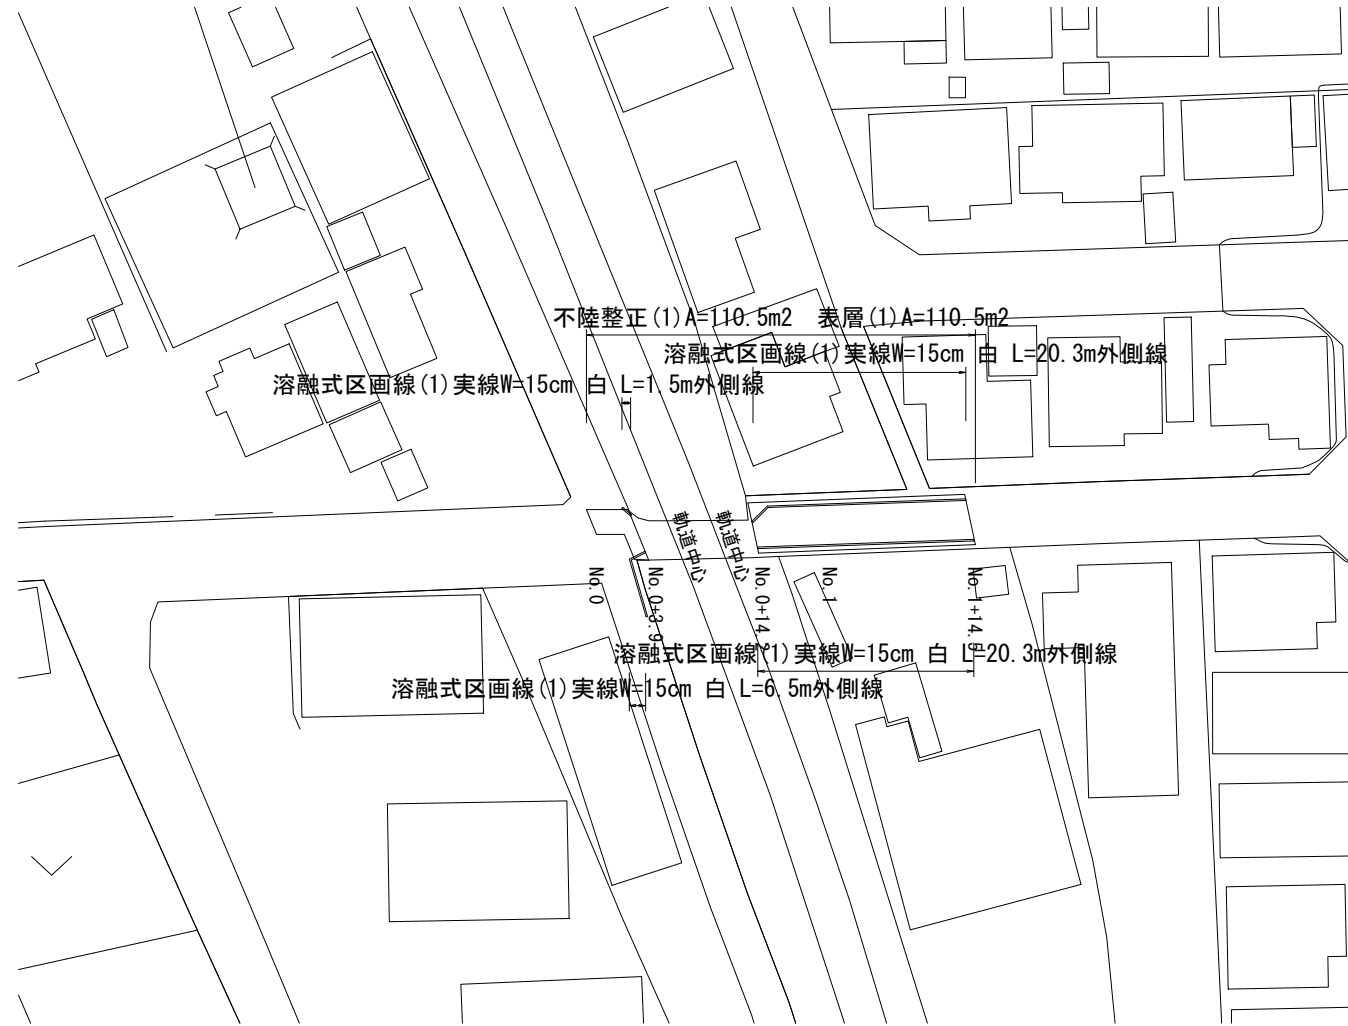 不陸整正(1)A=110.5m2 表層(1)A=110.5m2
溶融式区画線(1)実線W=15cm 白 L=20.3m外側線
溶融式区画線(1)実線W=15cm 白 L=1.5m外側線
軌道中心
軌道中心
No.0
No.0+3.9
No.0+14.
No.1
No.1+14.9
溶融式区画線(1)実線W=15cm 白 L=20.3m外側線
溶融式区画線(1)実線W=15cm 白 L=6.5m外側線